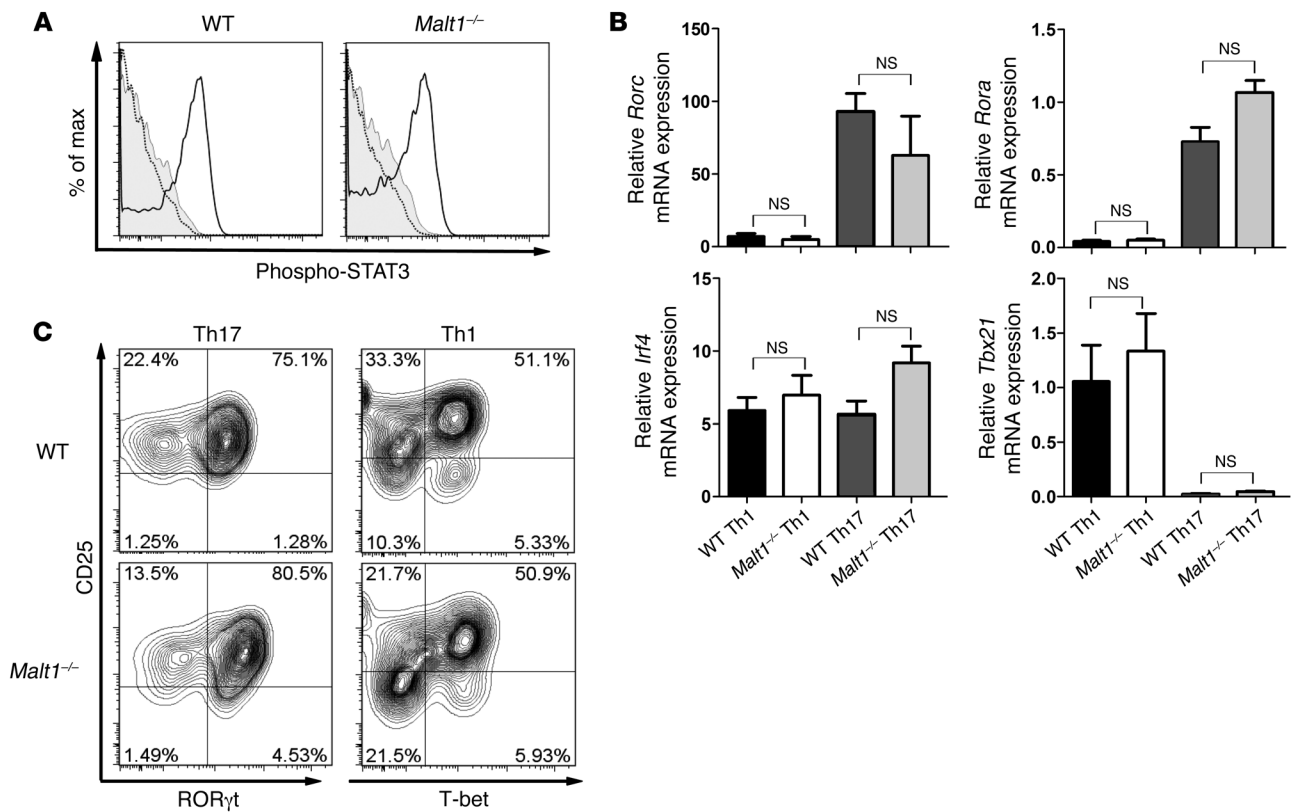 A
WT
Malt1–/–
% of max
Phospho-STAT3
B
Relative Rorc
mRNA expression
150
100
50
0
NS
NS
Relative Rora
mRNA expression
1.5
1.0
0.5
0.0
NS
NS
Relative Irf4
mRNA expression
15
10
5
0
NS
NS
WT Th1
Malt1–/– Th1
WT Th17
Malt1–/– Th17
Relative Tbx21
mRNA expression
2.0
1.5
1.0
0.5
0.0
NS
NS
WT Th1
Malt1–/– Th1
WT Th17
Malt1–/– Th17
C
Th17
Th1
WT
22.4%
75.1%
1.25%
1.28%
33.3%
51.1%
10.3%
5.33%
Malt1–/–
13.5%
80.5%
1.49%
4.53%
21.7%
50.9%
21.5%
5.93%
CD25
RORγt
T-bet